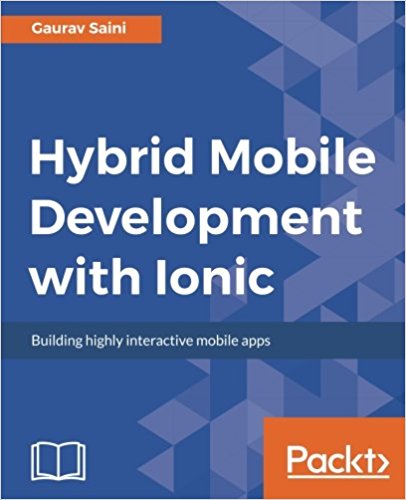 Gaurav Saini
Hybrid Mobile
Development
with Ionic
Building highly interactive mobile apps
Packt>